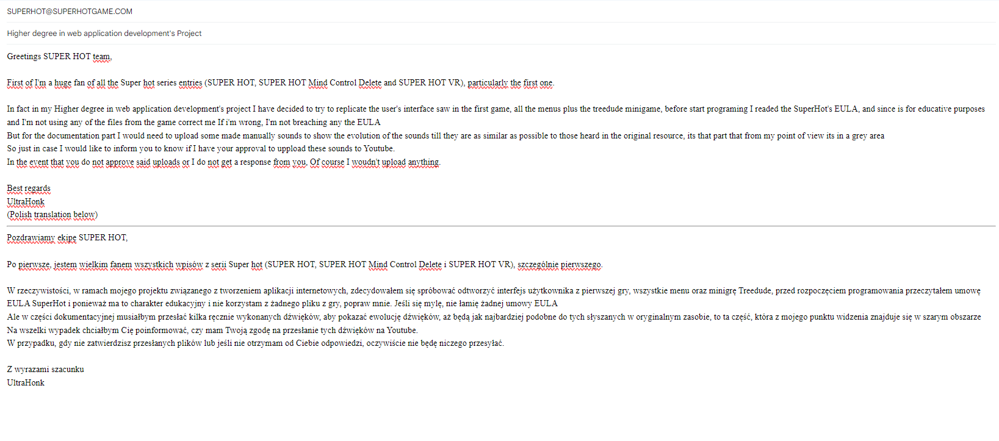 SUPERHOT@SUPERHOTGAME.COM
Higher degree in web application development's Project
Greetings SUPER HOT team,
First of I'm a huge fan of all the Super hot series entries (SUPER HOT, SUPER HOT Mind Control Delete and SUPER HOT VR), particularly the first one.
In fact in my Higher degree in web application development's project I have decided to try to replicate the user's interface saw in the first game, all the menus plus the treedude minigame, before start programing I readed the SuperHot's EULA, and since is for educative purposes
and I'm not using any of the files from the game correct me If i'm wrong, I'm not breaching any the EULA
But for the documentation part I would need to upload some made manually sounds to show the evolution of the sounds till they are as similar as possible to those heard in the original resource, its that part that from my point of view its in a grey area
So just in case I would like to inform you to know if I have your approval to uppload these sounds to Youtube.
In the event that you do not approve said uploads or I do not get a response from you, Of course I woudn't upload anything.
Best regards
UltraHonk
(Polish translation below)
Pozdrawiamy ekipę SUPER HOT,
Po pierwsze, jestem wielkim fanem wszystkich wpisów z serii Super hot (SUPER HOT, SUPER HOT Mind Control Delete i SUPER HOT VR), szczególnie pierwszego.
W rzeczywistości, w ramach mojego projektu związanego z tworzeniem aplikacji internetowych, zdecydowałem się spróbować odtworzyć interfejs użytkownika z pierwszej gry, wszystkie menu oraz minigrę Treedude, przed rozpoczęciem programowania przeczytałem umowę
EULA SuperHot i ponieważ ma to charakter edukacyjny i nie korzystam z żadnego pliku z gry, popraw mnie. Jeśli się mylę, nie łamię żadnej umowy EULA
Ale w części dokumentacyjnej musiałbym przesłać kilka ręcznie wykonanych dźwięków, aby pokazać ewolucję dźwięków, aż będą jak najbardziej podobne do tych słyszanych w oryginalnym zasobie, to ta część, która z mojego punktu widzenia znajduje się w szarym obszarze
Na wszelki wypadek chciałbym Cię poinformować, czy mam Twoją zgodę na przesłanie tych dźwięków na Youtube.
W przypadku, gdy nie zatwierdzisz przesłanych plików lub jeśli nie otrzymam od Ciebie odpowiedzi, oczywiście nie będę niczego przesyłać.
Z wyrazami szacunku
UltraHonk